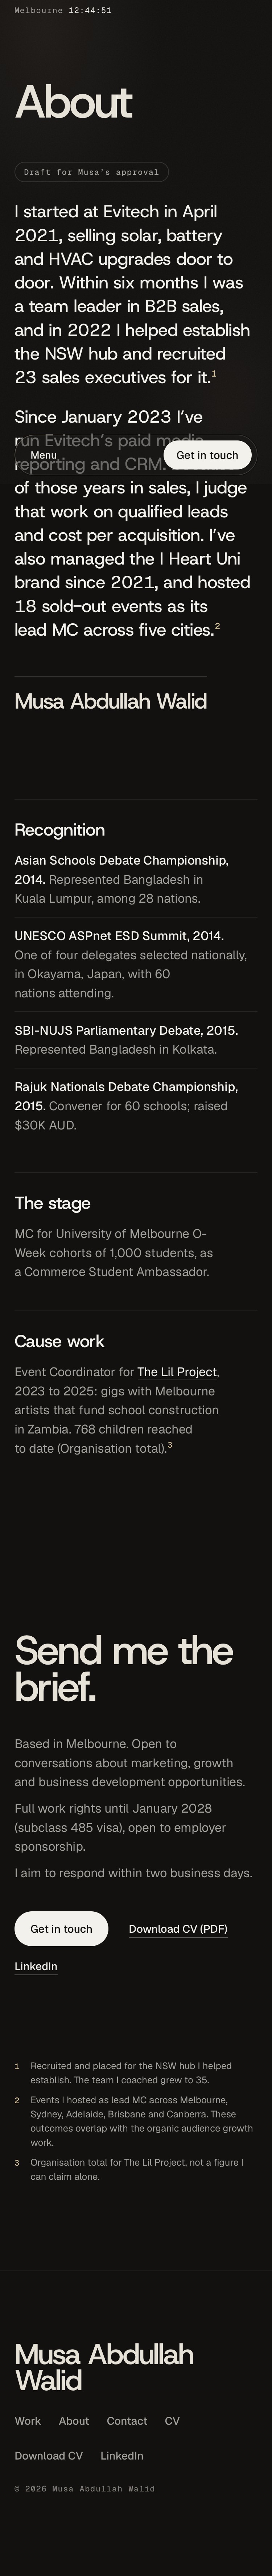 Melbourne 12:44:51
About
Draft for Musa's approval
I started at Evitech in April
2021, selling solar, battery
and HVAC upgrades door to
door. Within six months I was
a team leader in B2B sales,
and in 2022 I helped establish
the NSW hub and recruited
23 sales executives for it.1
Since January 2023 I've
run Evitech's paid media,
Menu
Get in touch
reporting and CRM.
of those years in sales, I judge
that work on qualified leads
and cost per acquisition. I've
also managed the I Heart Uni
brand since 2021, and hosted
18 sold-out events as its
lead MC across five cities.2
Musa Abdullah Walid
Recognition
Asian Schools Debate Championship,
2014. Represented Bangladesh in
Kuala Lumpur, among 28 nations.
UNESCO ASPnet ESD Summit, 2014.
One of four delegates selected nationally,
in Okayama, Japan, with 60
nations attending.
SBI-NUJS Parliamentary Debate, 2015.
Represented Bangladesh in Kolkata.
Rajuk Nationals Debate Championship,
2015. Convener for 60 schools; raised
$30K AUD.
The stage
MC for University of Melbourne O-
Week cohorts of 1,000 students, as
a Commerce Student Ambassador.
Cause work
Event Coordinator for The Lil Project,
2023 to 2025: gigs with Melbourne
artists that fund school construction
in Zambia. 768 children reached
to date (Organisation total).3
Send me the
brief.
Based in Melbourne. Open to
conversations about marketing, growth
and business development opportunities.
Full work rights until January 2028
(subclass 485 visa), open to employer
sponsorship.
I aim to respond within two business days.
Get in touch Download CV (PDF)
LinkedIn
1 Recruited and placed for the NSW hub I helped
establish. The team I coached grew to 35.
2 Events I hosted as lead MC across Melbourne,
Sydney, Adelaide, Brisbane and Canberra. These
outcomes overlap with the organic audience growth
work.
3 Organisation total for The Lil Project, not a figure I
can claim alone.
Musa Abdullah
Walid
Work About Contact CV
Download CV LinkedIn
© 2026 Musa Abdullah Walid